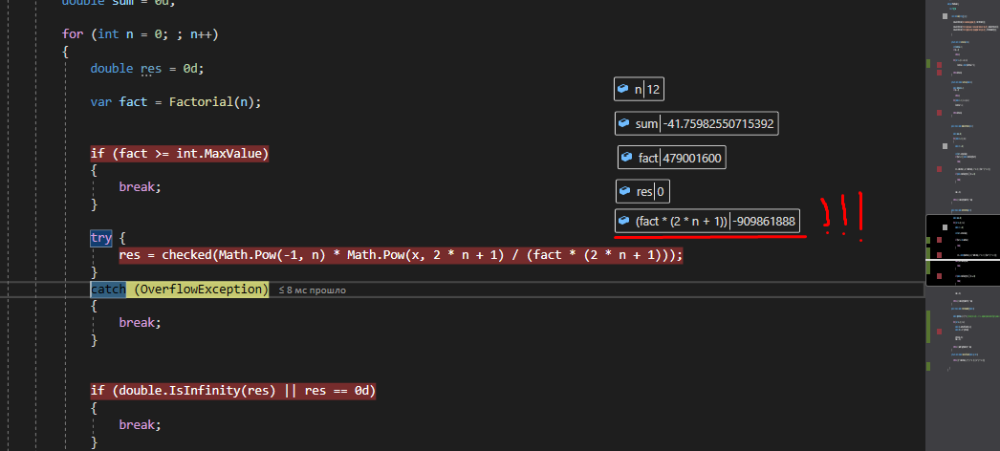 double sum = 0d;
for (int n = 0; ; n++)
{
double res = 0d;
var fact = Factorial(n);
n 12
sum -41.75982550715392
if (fact >= int.MaxValue)
fact 479001600
{
break;
res 0
}
(fact * (2 * n + 1)) -909861888
!!!
try {
res = checked(Math.Pow(-1, n) * Math.Pow(x, 2 * n + 1) / (fact * (2 * n + 1)));
}
catch (OverflowException) ≤ 8 мс прошло
{
break;
}
if (double.IsInfinity(res) || res == 0d)
{
break;
}